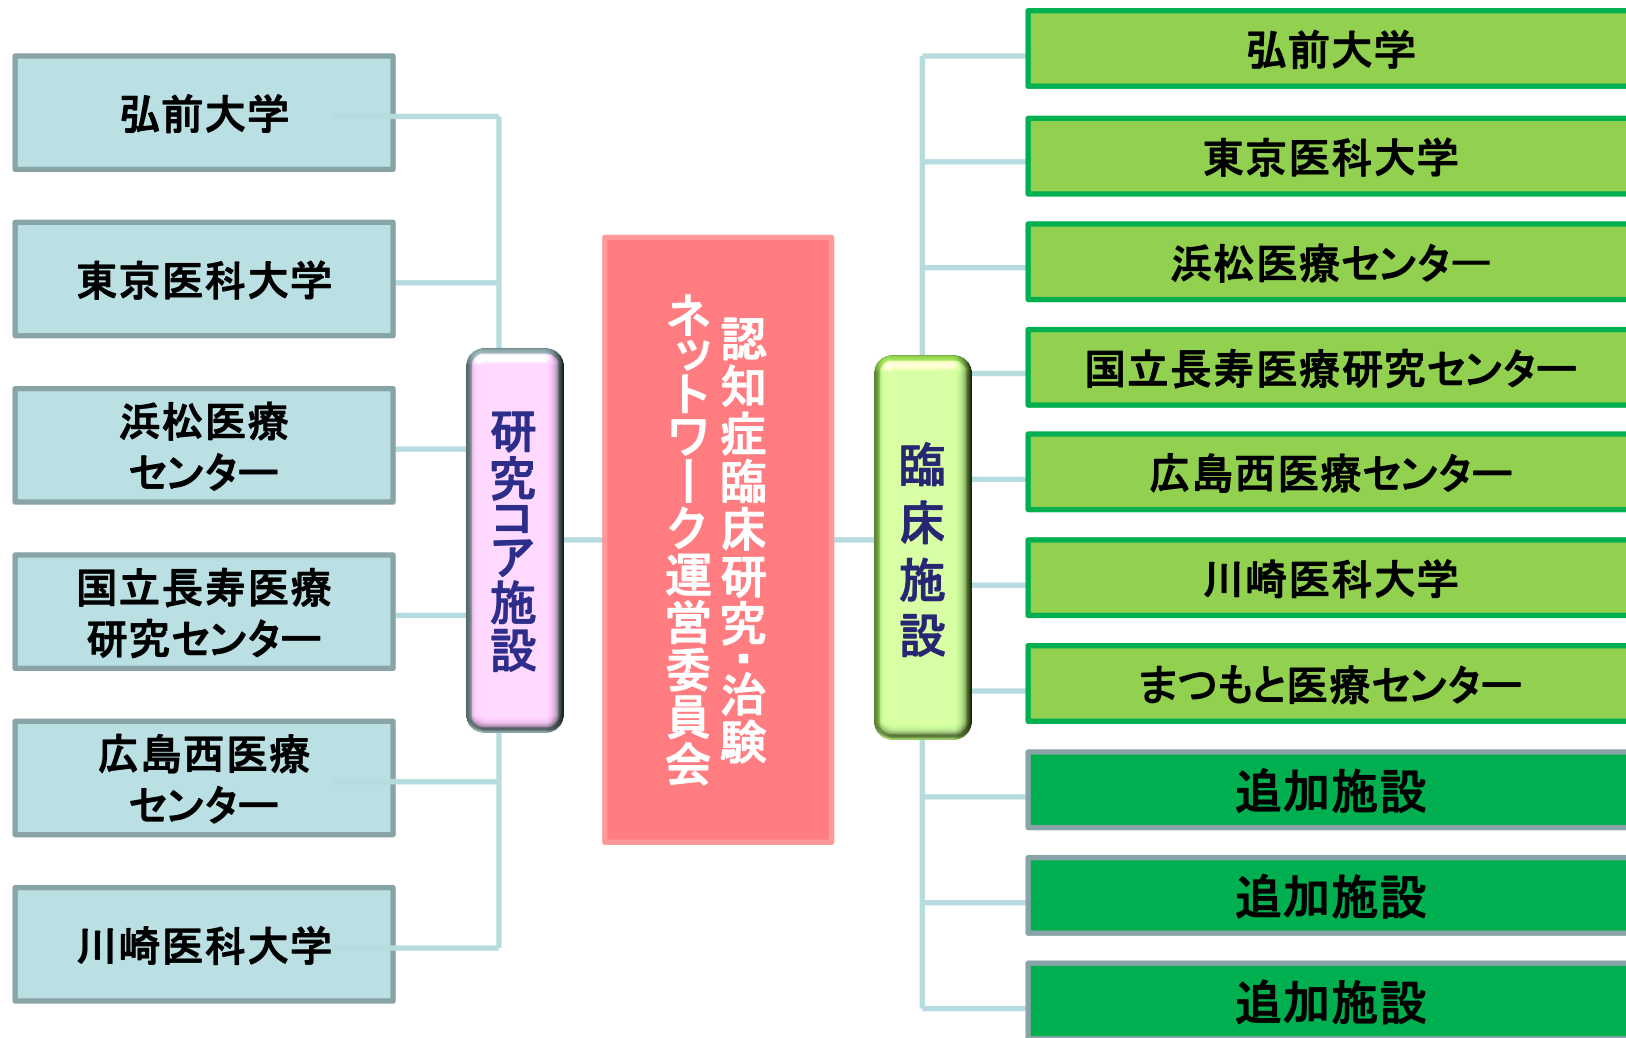 弘前大学
東京医科大学
浜松医療
センター
国立長寿医療
研究センター
広島西医療
センター
川崎医科大学
研究コア施設
認知症臨床研究・治験
ネットワーク運営委員会
臨床施設
弘前大学
東京医科大学
浜松医療センター
国立長寿医療研究センター
広島西医療センター
川崎医科大学
まつもと医療センター
追加施設
追加施設
追加施設